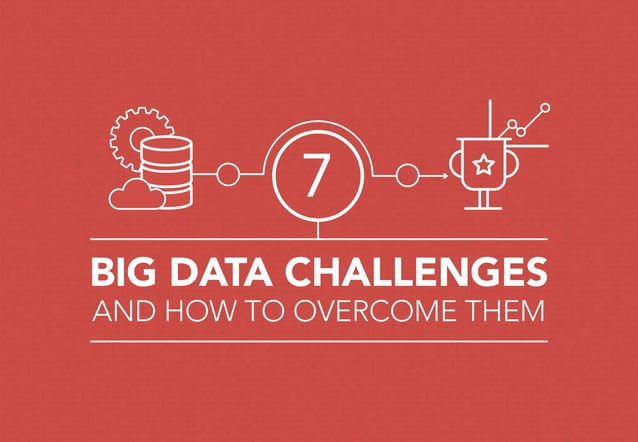 7
BIG DATA CHALLENGES
AND HOW TO OVERCOME THEM